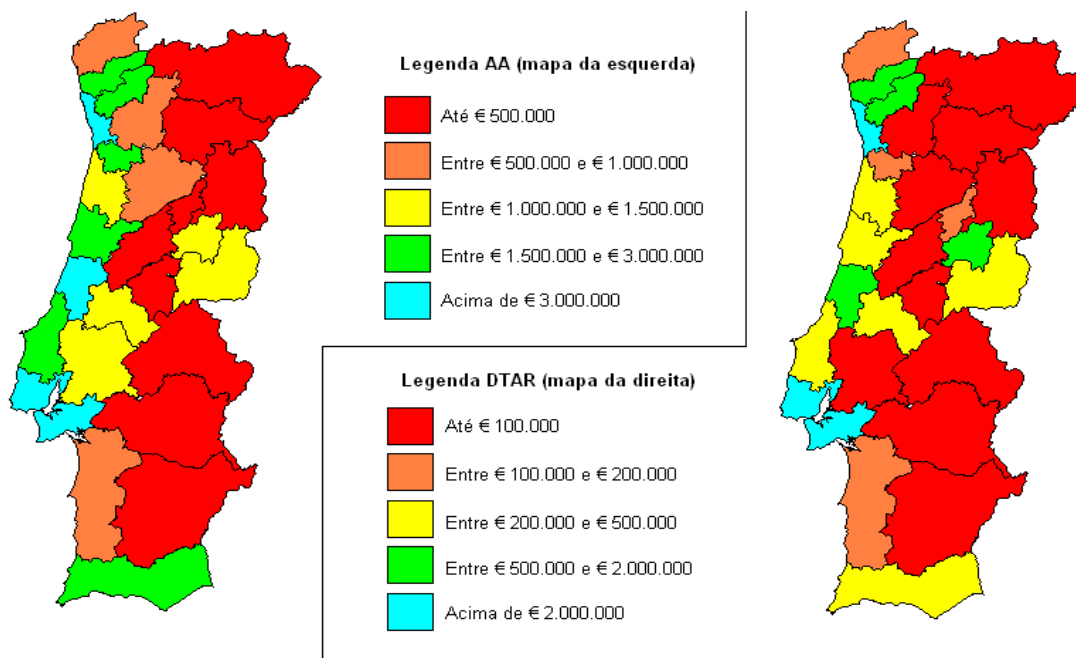 Legenda AA (mapa da esquerda)
Até € 500.000
Entre € 500.000 e € 1.000.000
Entre € 1.000.000 e € 1.500.000
Entre € 1.500.000 e € 3.000.000
Acima de € 3.000.000
Legenda DTAR (mapa da direita)
Até € 100.000
Entre € 100.000 e € 200.000
Entre € 200.000 e € 500.000
Entre € 500.000 e € 2.000.000
Acima de € 2.000.000